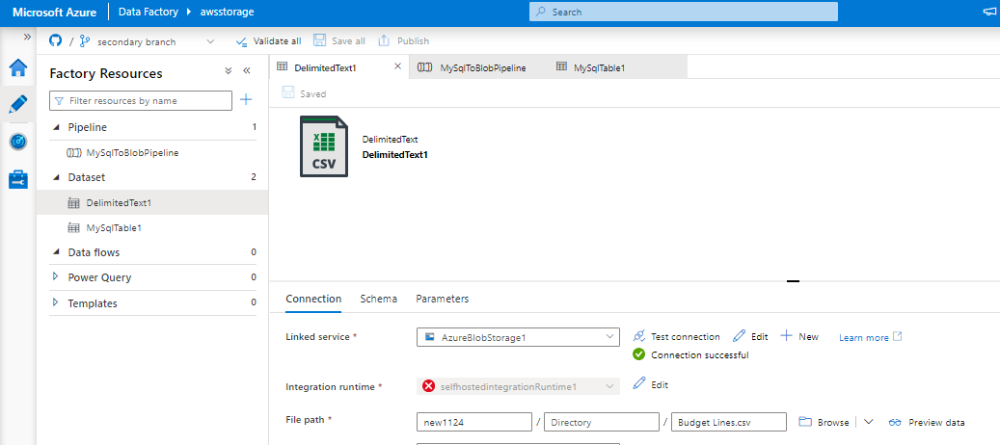 Microsoft Azure Data Factory awsstorage Search
/ secondary branch Validate all Save all Publish
Factory Resources
Filter resources by name
Pipeline 1
MySqlToBlobPipeline
Dataset 2
DelimitedText1
MySqlTable1
Data flows 0
Power Query 0
Templates 0
DelimitedText1 MySqlToBlobPipeline MySqlTable1
Saved
CSV
DelimitedText
DelimitedText1
Connection Schema Parameters
Linked service * AzureBlobStorage1 Test connection Edit New Learn more
Connection successful
Integration runtime * selfhostedintegrationRuntime1 Edit
File path * new1124 / Directory / Budget Lines.csv Browse Preview data